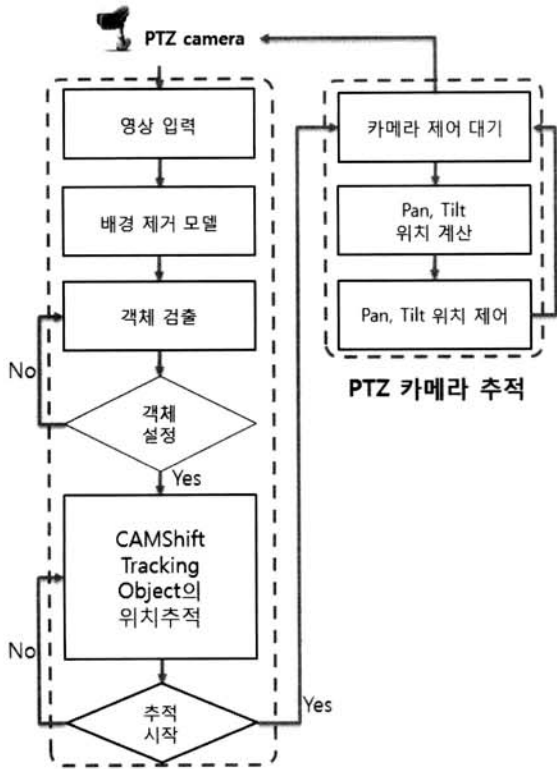 PTZ camera
영상 입력
배경 제거 모델
객체 검출
No
객체
설정
Yes
CAMShift
Tracking
Object의
위치추적
No
추적
시작
Yes
카메라 제어 대기
Pan, Tilt
위치 계산
Pan, Tilt 위치 제어
PTZ 카메라 추적